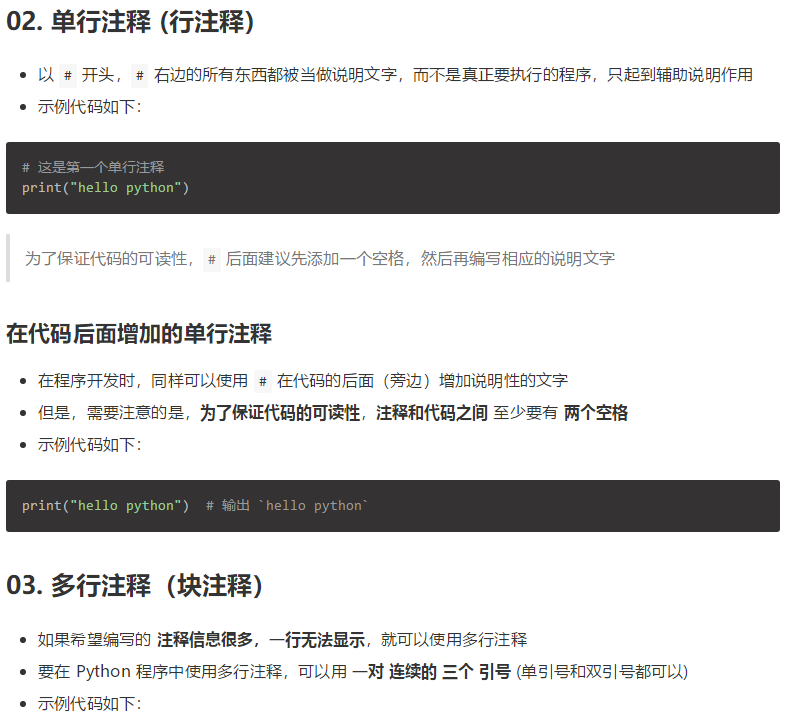 02. 单行注释 (行注释)
以 # 开头，# 右边的所有东西都被当做说明文字，而不是真正要执行的程序，只起到辅助说明作用
示例代码如下：
# 这是第一个单行注释
print("hello python")
为了保证代码的可读性，# 后面建议先添加一个空格，然后再编写相应的说明文字
在代码后面增加的单行注释
在程序开发时，同样可以使用 # 在代码的后面（旁边）增加说明性的文字
但是，需要注意的是，为了保证代码的可读性，注释和代码之间 至少要有 两个空格
示例代码如下：
print("hello python")  # 输出 `hello python`
03. 多行注释（块注释）
如果希望编写的 注释信息很多，一行无法显示，就可以使用多行注释
要在 Python 程序中使用多行注释，可以用 一对 连续的 三个 引号 (单引号和双引号都可以)
示例代码如下：